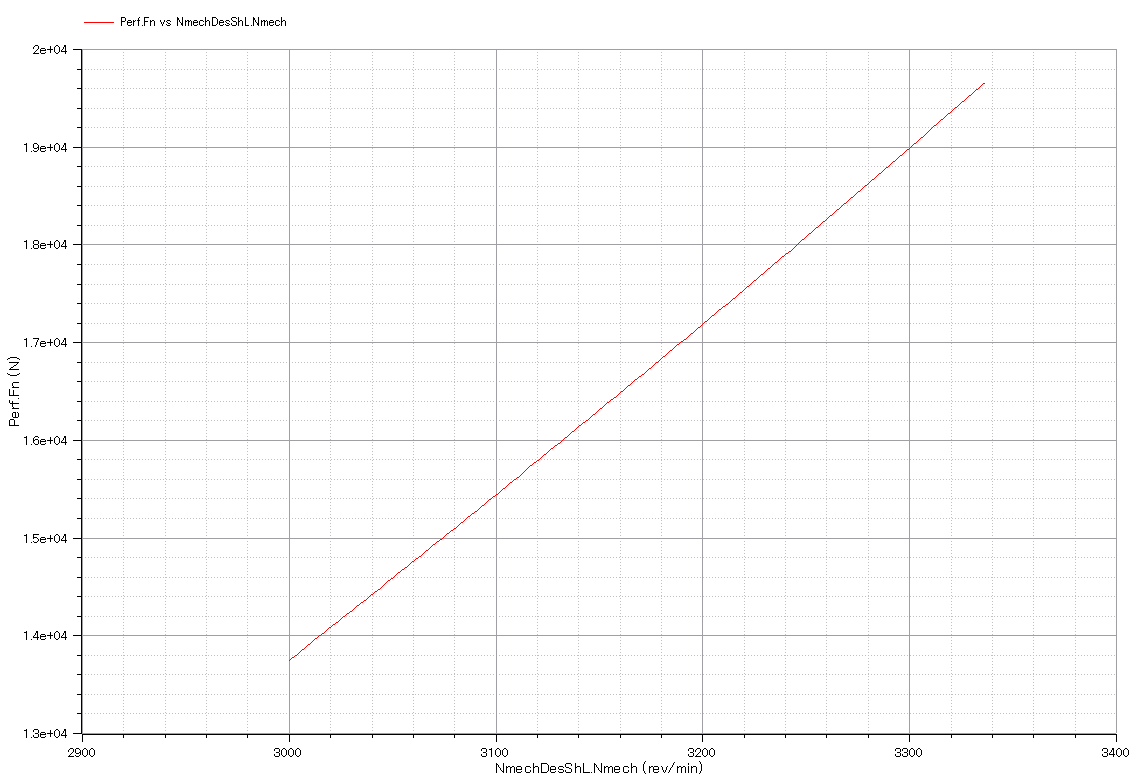 Perf.Fn vs NmechDesShL.Nmech
2e+04
1.9e+04
1.8e+04
1.7e+04
1.6e+04
1.5e+04
1.4e+04
1.3e+04
Perf.Fn (N)
2900 3000 3100 3200 3300 3400
NmechDesShL.Nmech (rev/min)